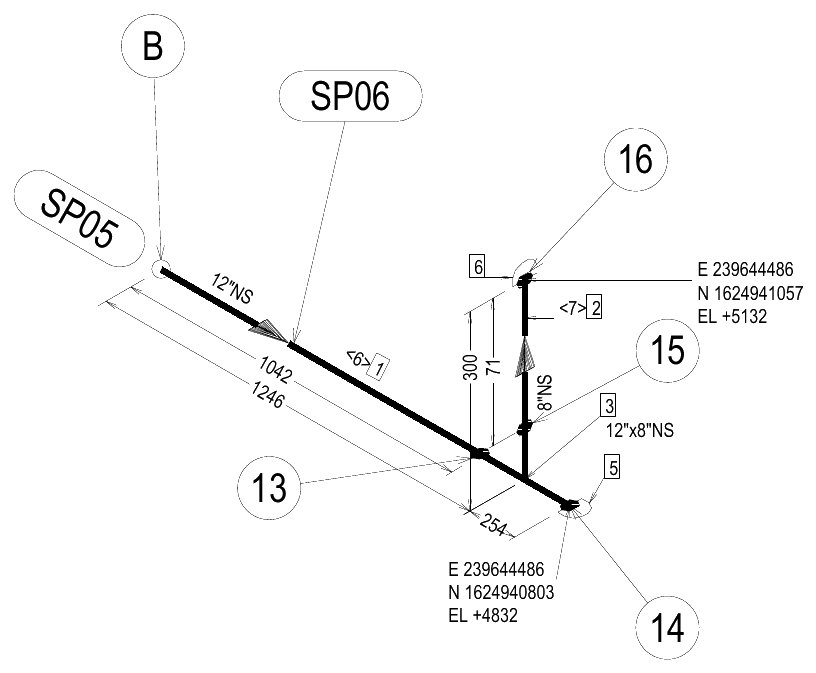 B
SP06
16
SP05
6
E 239644486
N 1624941057
EL +5132
12"NS
<7> 2
15
<6> 1
1042
1246
300
71
8"NS
3
12"x8"NS
13
5
254
E 239644486
N 1624940803
EL +4832
14